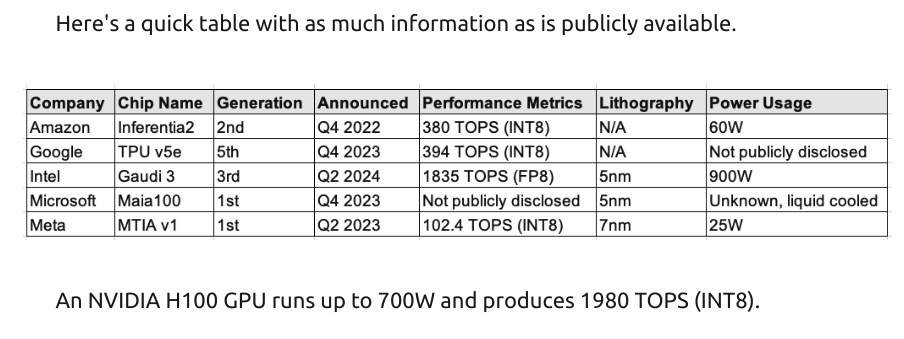 Here's a quick table with as much information as is publicly available.
Company Chip Name Generation Announced Performance Metrics Lithography Power Usage
Amazon Inferentia2 2nd Q4 2022 380 TOPS (INT8) N/A 60W
Google TPU v5e 5th Q4 2023 394 TOPS (INT8) N/A Not publicly disclosed
Intel Gaudi 3 3rd Q2 2024 1835 TOPS (FP8) 5nm 900W
Microsoft Maia100 1st Q4 2023 Not publicly disclosed 5nm Unknown, liquid cooled
Meta MTIA v1 1st Q2 2023 102.4 TOPS (INT8) 7nm 25W
An NVIDIA H100 GPU runs up to 700W and produces 1980 TOPS (INT8).